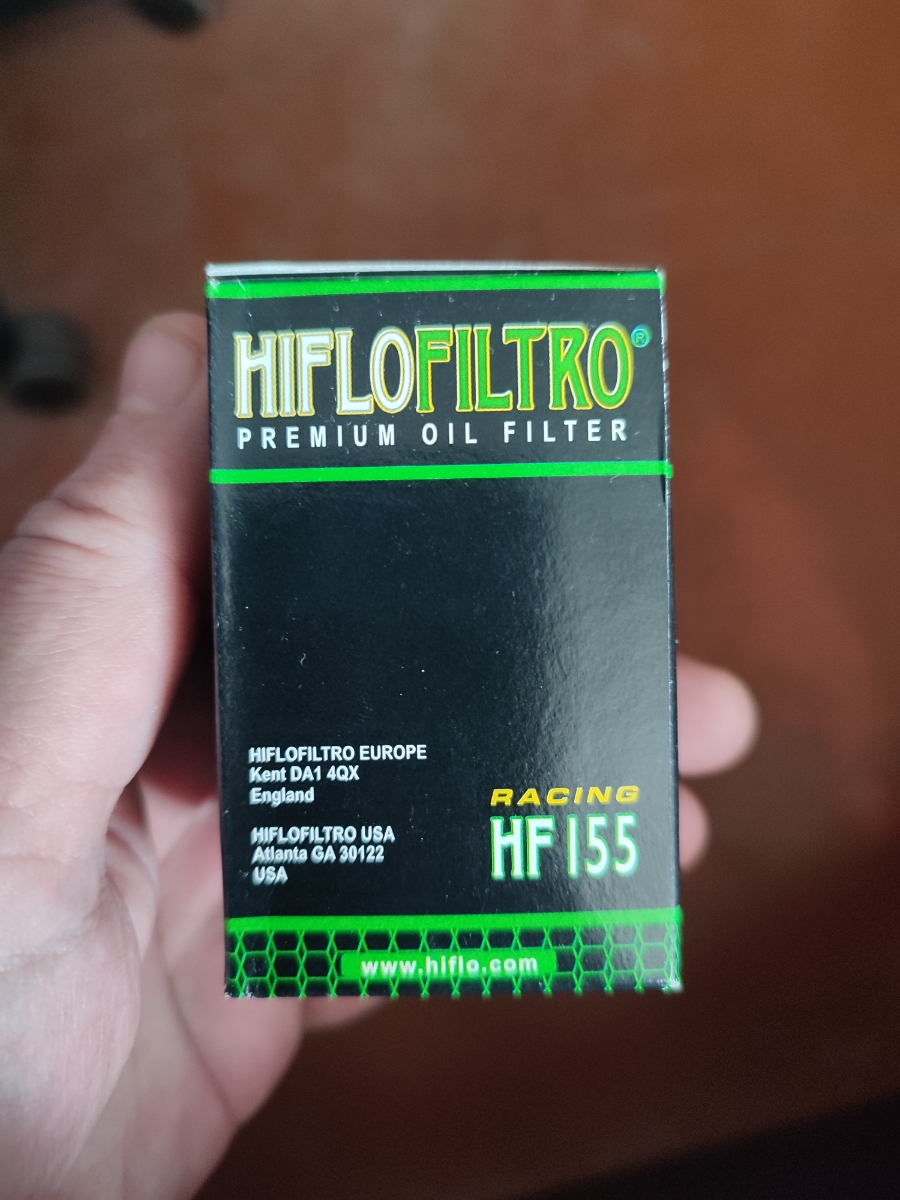 HIFLOFILTRO®
PREMIUM OIL FILTER
HIFLOFILTRO EUROPE
Kent DA1 4QX
England
HIFLOFILTRO USA
Atlanta GA 30122
USA
RACING
HF155
www.hiflo.com